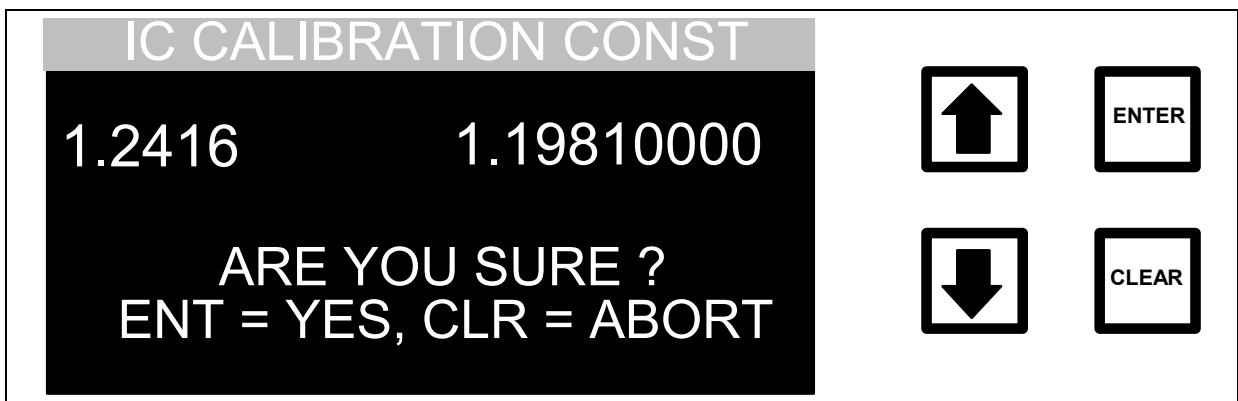 IC CALIBRATION CONST
1.2416 1.19810000
ARE YOU SURE ?
ENT = YES, CLR = ABORT
ENTER
CLEAR